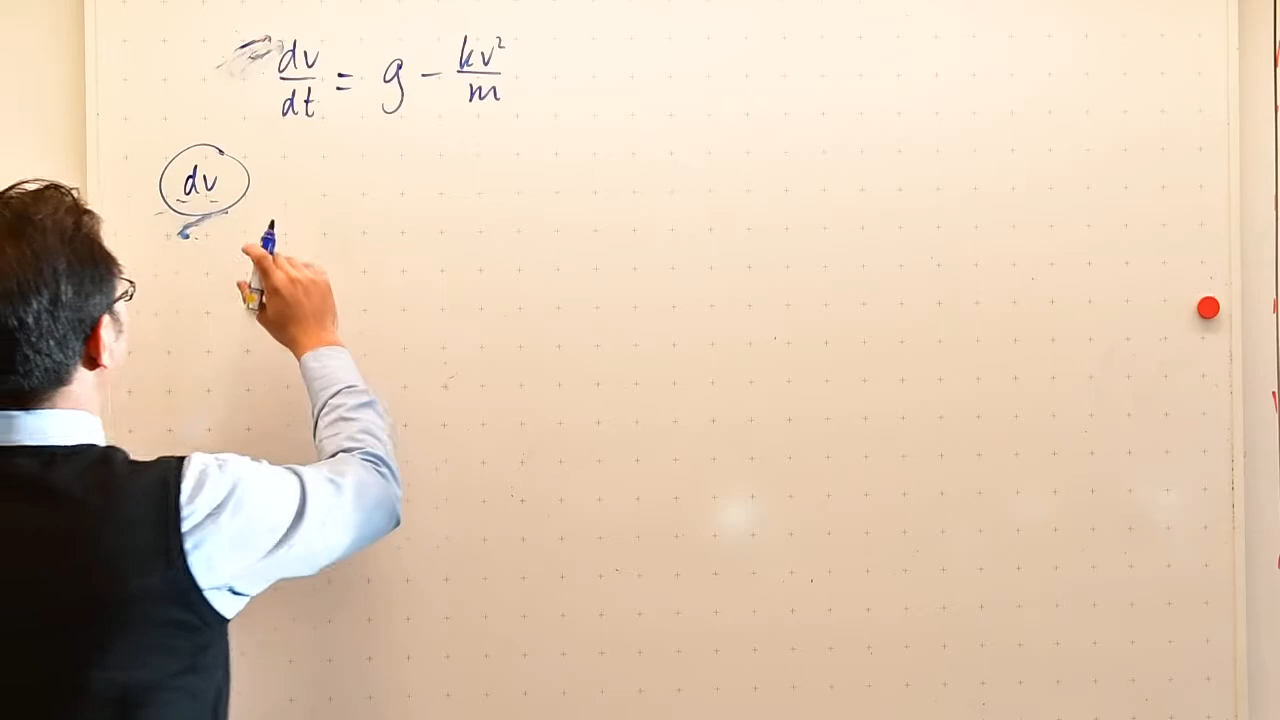 dv/dt = g - kv²/m
dv